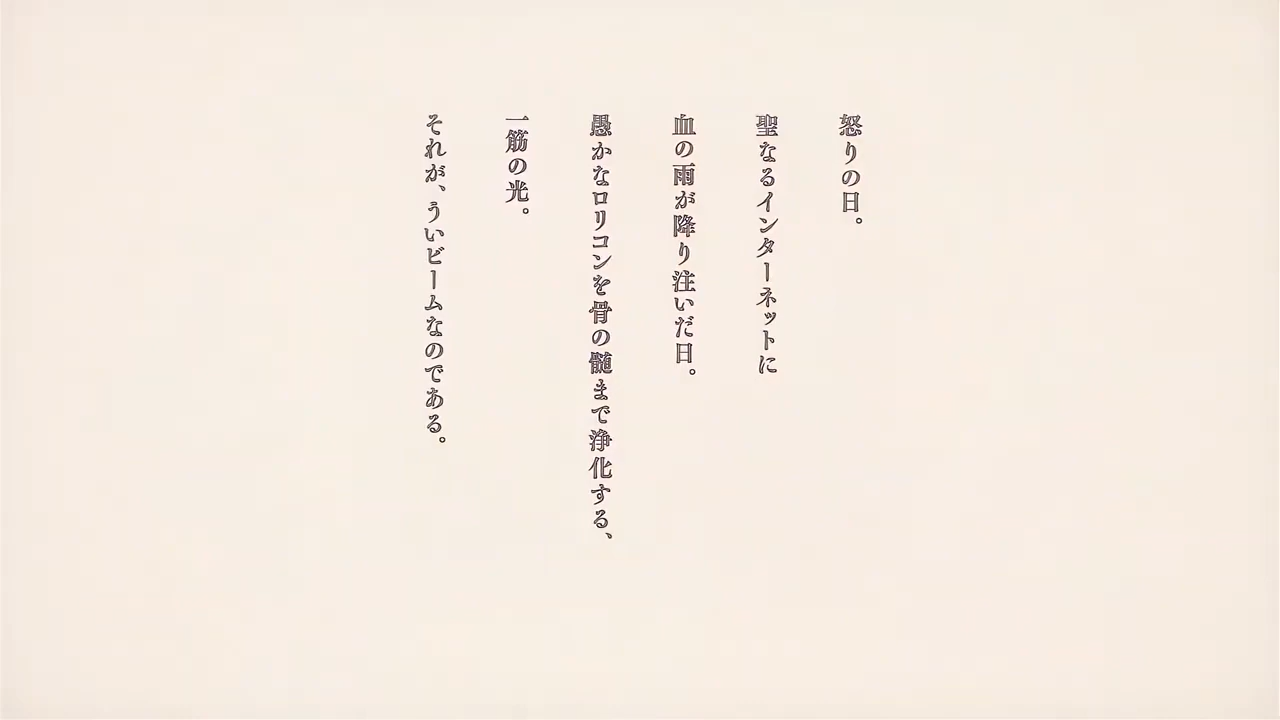 怒りの日。
聖なるインターネットに
血の雨が降り注いだ日。
愚かなロリコンを骨の髄まで浄化する、
一筋の光。
それが、ういビームなのである。